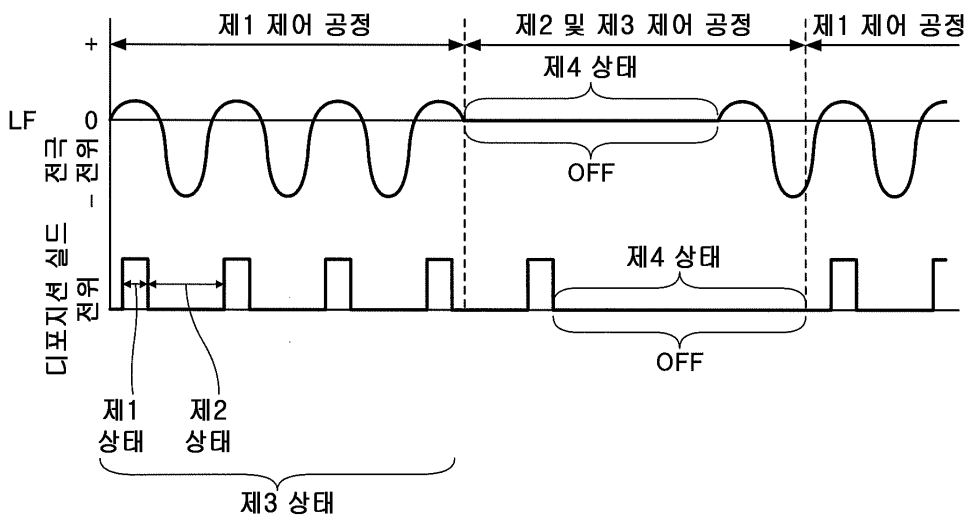 제1 제어 공정
제2 및 제3 제어 공정
제1 제어 공정
+
제4 상태
LF
0
전극
전위
OFF
−
디포지션 실드
전위
제4 상태
OFF
제1
상태
제2
상태
제3 상태